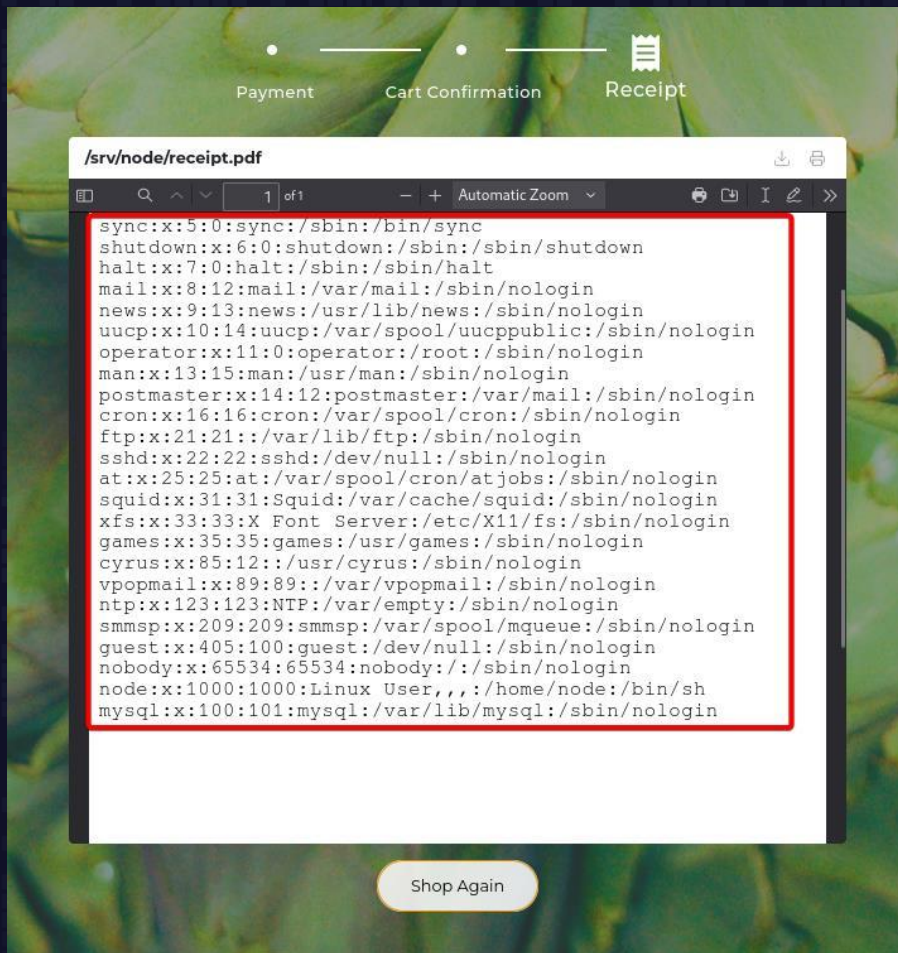 Payment
Cart Confirmation
Receipt
/srv/node/receipt.pdf
1 of 1
Automatic Zoom
sync:x:5:0:sync:/sbin:/bin/sync
shutdown:x:6:0:shutdown:/sbin:/sbin/shutdown
halt:x:7:0:halt:/sbin:/sbin/halt
mail:x:8:12:mail:/var/mail:/sbin/nologin
news:x:9:13:news:/usr/lib/news:/sbin/nologin
uucp:x:10:14:uucp:/var/spool/uucppublic:/sbin/nologin
operator:x:11:0:operator:/root:/sbin/nologin
man:x:13:15:man:/usr/man:/sbin/nologin
postmaster:x:14:12:postmaster:/var/mail:/sbin/nologin
cron:x:16:16:cron:/var/spool/cron:/sbin/nologin
ftp:x:21:21::/var/lib/ftp:/sbin/nologin
sshd:x:22:22:sshd:/dev/null:/sbin/nologin
at:x:25:25:at:/var/spool/cron/atjobs:/sbin/nologin
squid:x:31:31:Squid:/var/cache/squid:/sbin/nologin
xfs:x:33:33:X Font Server:/etc/X11/fs:/sbin/nologin
games:x:35:35:games:/usr/games:/sbin/nologin
cyrus:x:85:12::/usr/cyrus:/sbin/nologin
vpopmail:x:89:89::/var/vpopmail:/sbin/nologin
ntp:x:123:123:NTP:/var/empty:/sbin/nologin
smmsp:x:209:209:smmsp:/var/spool/mqueue:/sbin/nologin
guest:x:405:100:guest:/dev/null:/sbin/nologin
nobody:x:65534:65534:nobody:/:/sbin/nologin
node:x:1000:1000:Linux User,,,:/home/node:/bin/sh
mysql:x:100:101:mysql:/var/lib/mysql:/sbin/nologin
Shop Again